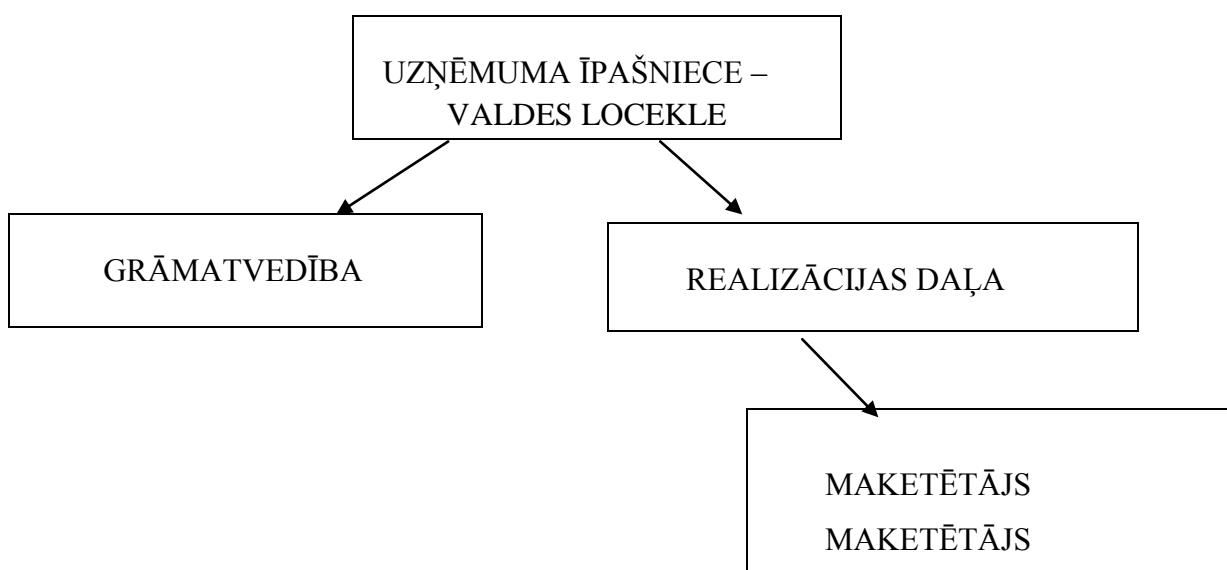 UZŅĒMUMA ĪPAŠNIECE –
VALDES LOCEKLE
GRĀMATVEDĪBA
REALIZĀCIJAS DAĻA
MAKETĒTĀJS
MAKETĒTĀJS